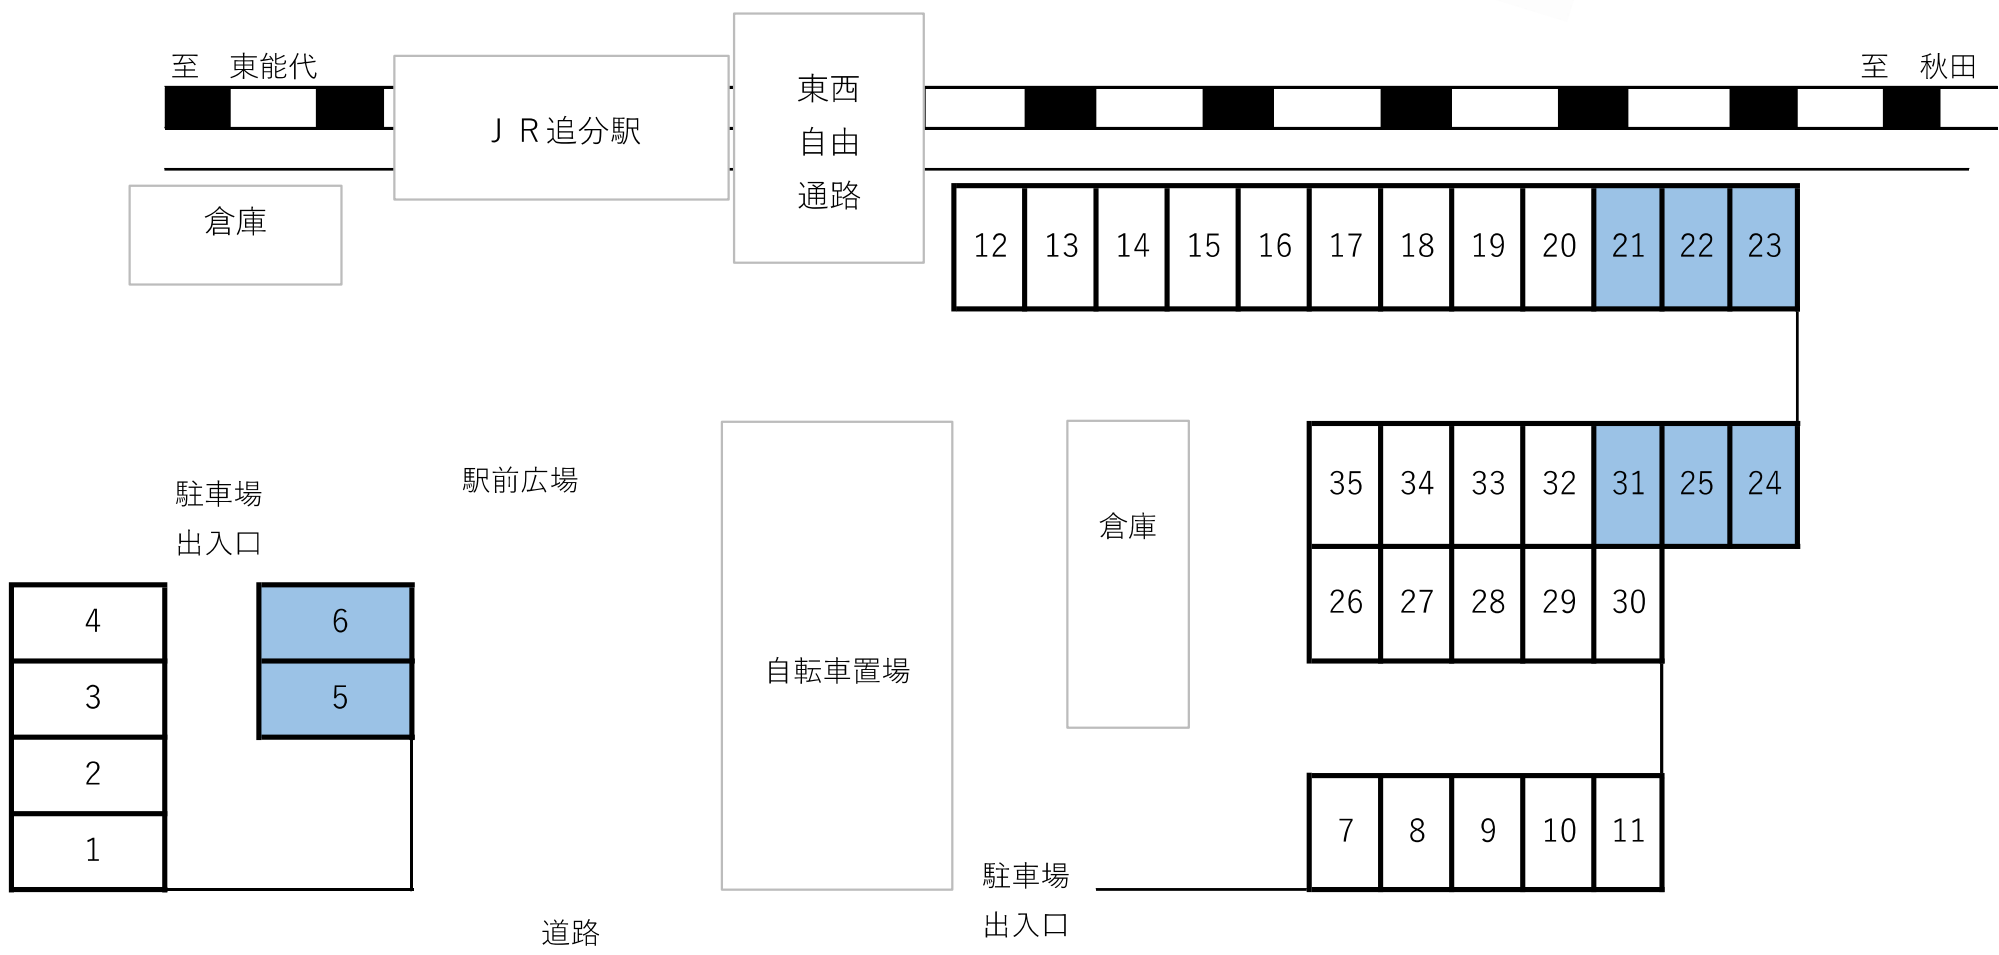 至　東能代
至　秋田
ＪＲ追分駅
東西
自由
通路
倉庫
12 13 14 15 16 17 18 19 20 21 22 23
35 34 33 32 31 25 24
26 27 28 29 30
倉庫
駅前広場
駐車場
出入口
4
3
2
1
6
5
自転車置場
7 8 9 10 11
駐車場
出入口
道路